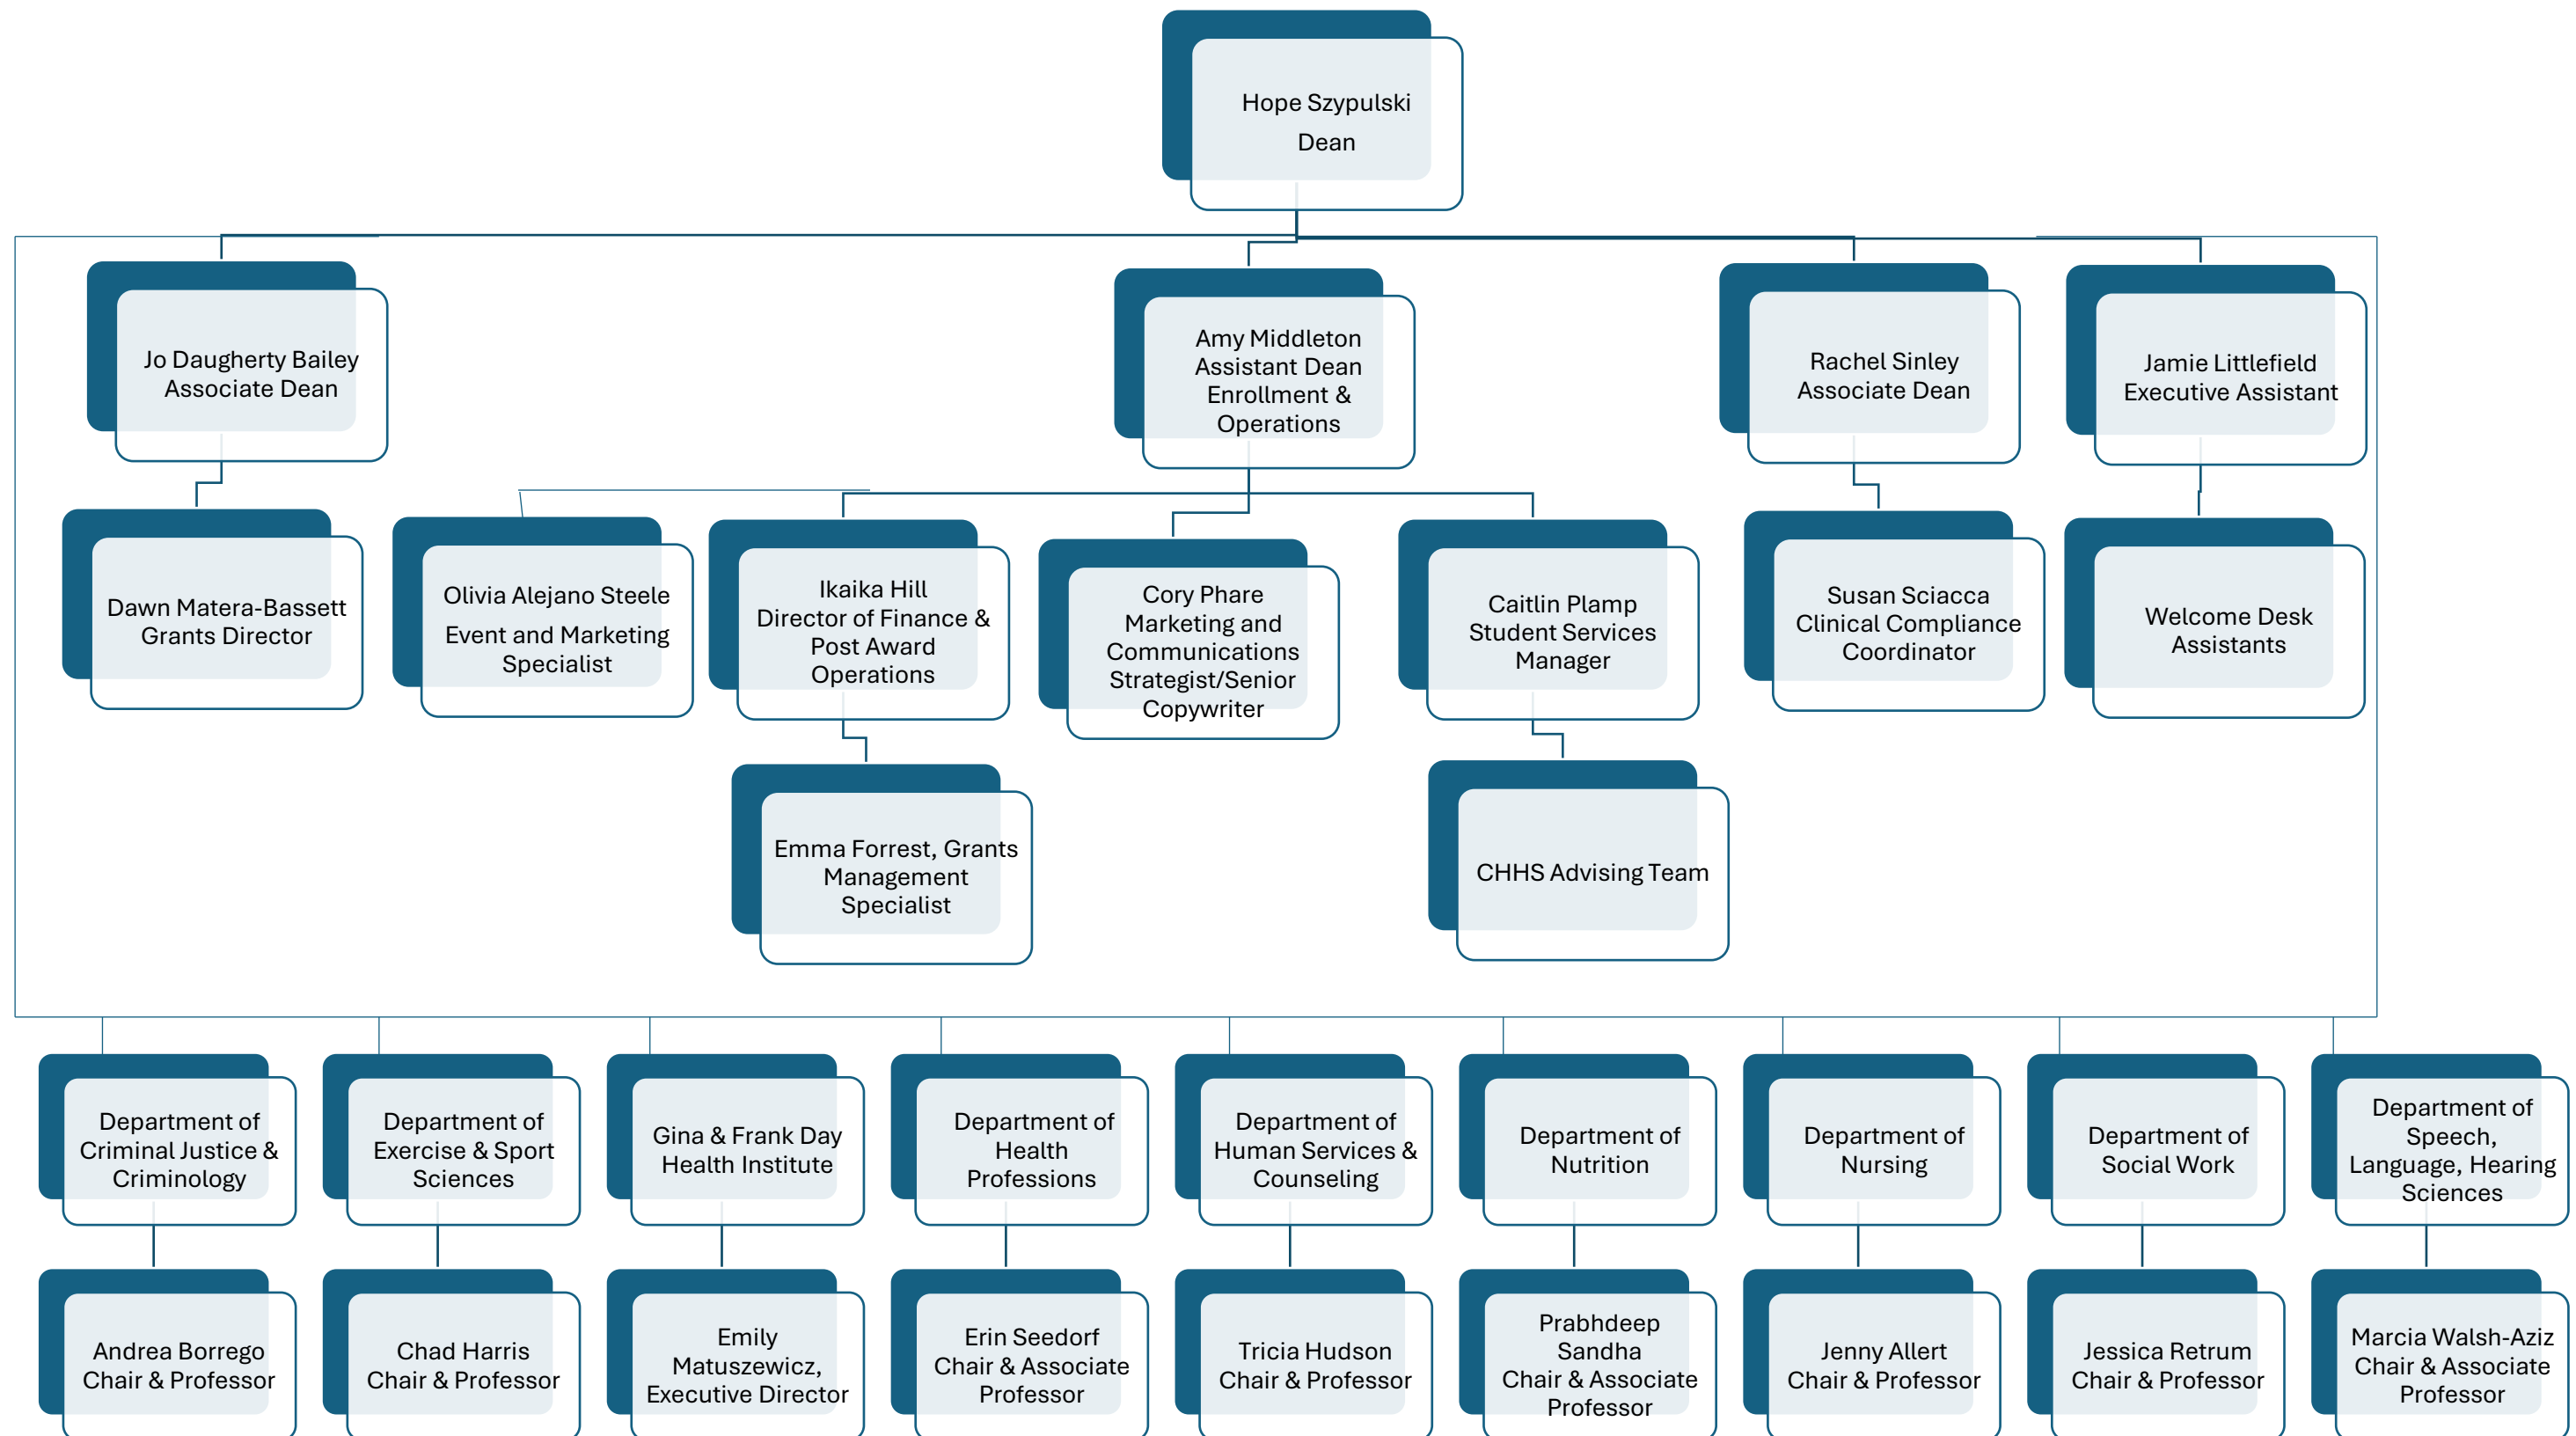 Hope Szypulski
Dean
Jo Daugherty Bailey
Associate Dean
Amy Middleton
Assistant Dean
Enrollment &
Operations
Rachel Sinley
Associate Dean
Jamie Littlefield
Executive Assistant
Dawn Matera-Bassett
Grants Director
Olivia Alejano Steele
Event and Marketing
Specialist
Ikaika Hill
Director of Finance &
Post Award
Operations
Cory Phare
Marketing and
Communications
Strategist/Senior
Copywriter
Caitlin Plamp
Student Services
Manager
Susan Sciacca
Clinical Compliance
Coordinator
Welcome Desk
Assistants
Emma Forrest, Grants
Management
Specialist
CHHS Advising Team
Department of
Criminal Justice &
Criminology
Department of
Exercise & Sport
Sciences
Gina & Frank Day
Health Institute
Department of
Health
Professions
Department of
Human Services &
Counseling
Department of
Nutrition
Department of
Nursing
Department of
Social Work
Department of
Speech,
Language, Hearing
Sciences
Andrea Borrego
Chair & Professor
Chad Harris
Chair & Professor
Emily
Matuszewicz,
Executive Director
Erin Seedorf
Chair & Associate
Professor
Tricia Hudson
Chair & Professor
Prabhdeep
Sandha
Chair & Associate
Professor
Jenny Allert
Chair & Professor
Jessica Retrum
Chair & Professor
Marcia Walsh-Aziz
Chair & Associate
Professor